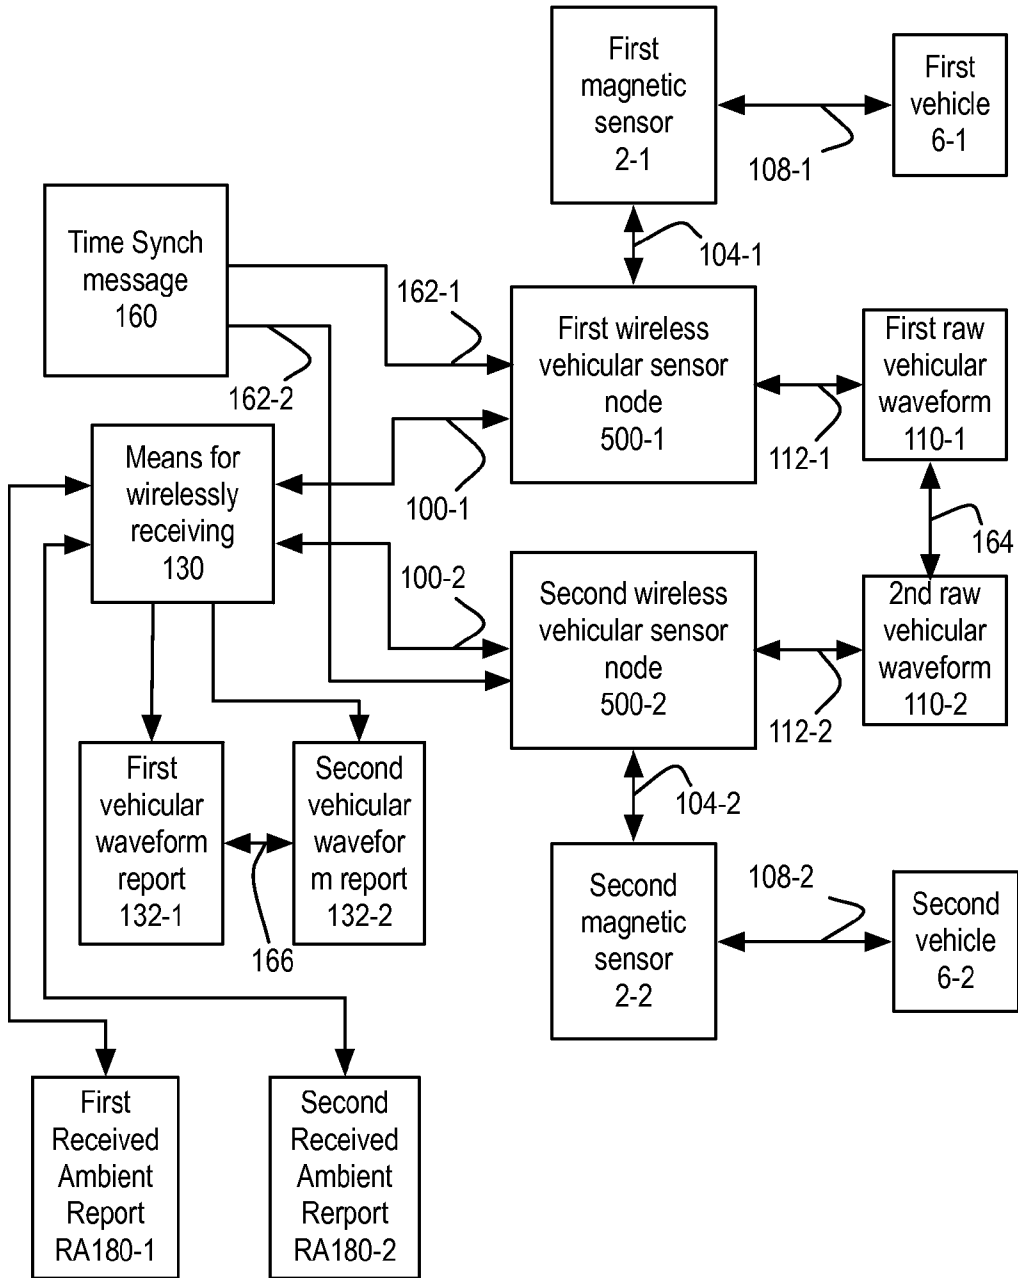 First
magnetic
sensor
2-1
First
vehicle
6-1
108-1
104-1
Time Synch
message
160
162-1
162-2
First wireless
vehicular sensor
node
500-1
First raw
vehicular
waveform
110-1
112-1
Means for
wirelessly
receiving
130
100-1
164
100-2
Second wireless
vehicular sensor
node
500-2
2nd raw
vehicular
waveform
110-2
112-2
First
vehicular
waveform
report
132-1
Second
vehicular
wavefor
m report
132-2
166
104-2
Second
magnetic
sensor
2-2
108-2
Second
vehicle
6-2
First
Received
Ambient
Report
RA180-1
Second
Received
Ambient
Rerport
RA180-2